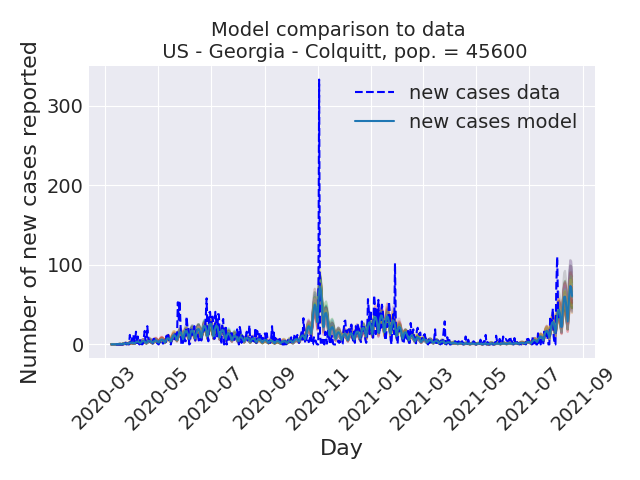 Model comparison to data
US - Georgia - Colquitt, pop. = 45600
new cases data
new cases model
Number of new cases reported
300
200
100
0
2020-03
2020-05
2020-07
2020-09
2020-11
2021-01
2021-03
2021-05
2021-07
2021-09
Day